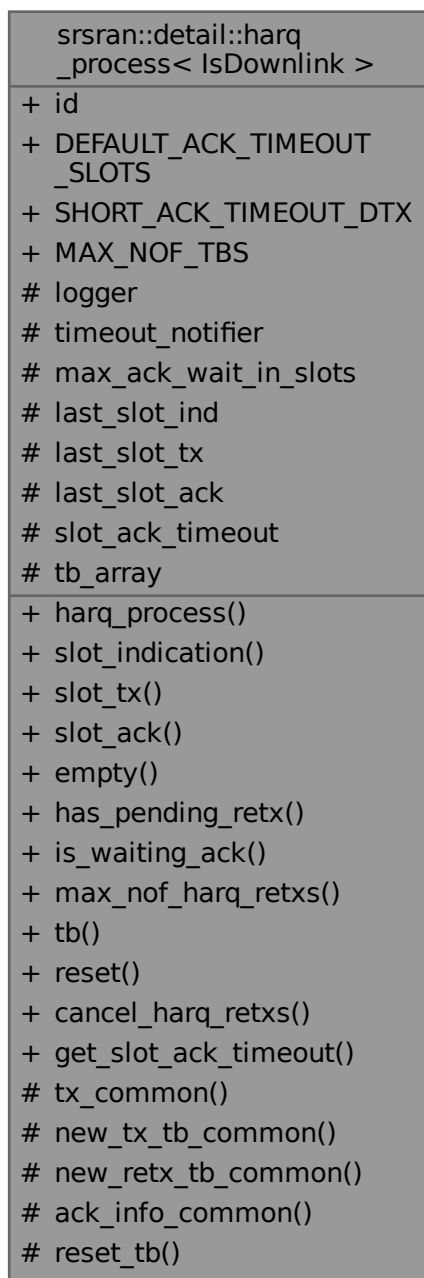 srsran::detail::harq
_process< IsDownlink >
+ id
+ DEFAULT_ACK_TIMEOUT
_SLOTS
+ SHORT_ACK_TIMEOUT_DTX
+ MAX_NOF_TBS
# logger
# timeout_notifier
# max_ack_wait_in_slots
# last_slot_ind
# last_slot_tx
# last_slot_ack
# slot_ack_timeout
# tb_array
+ harq_process()
+ slot_indication()
+ slot_tx()
+ slot_ack()
+ empty()
+ has_pending_retx()
+ is_waiting_ack()
+ max_nof_harq_retxs()
+ tb()
+ reset()
+ cancel_harq_retxs()
+ get_slot_ack_timeout()
# tx_common()
# new_tx_tb_common()
# new_retx_tb_common()
# ack_info_common()
# reset_tb()